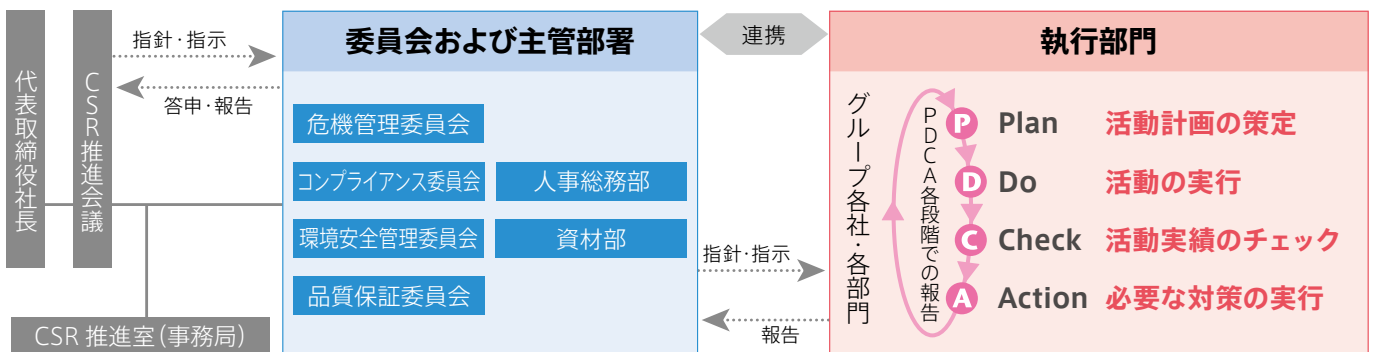 代表取締役社長
CSR推進会議
指針・指示
答申・報告
CSR 推進室（事務局）
委員会および主管部署
危機管理委員会
コンプライアンス委員会
人事総務部
環境安全管理委員会
資材部
品質保証委員会
連携
指針・指示
報告
執行部門
グループ各社・各部門
PDCA各段階での報告
P Plan 活動計画の策定
D Do 活動の実行
C Check 活動実績のチェック
A Action 必要な対策の実行